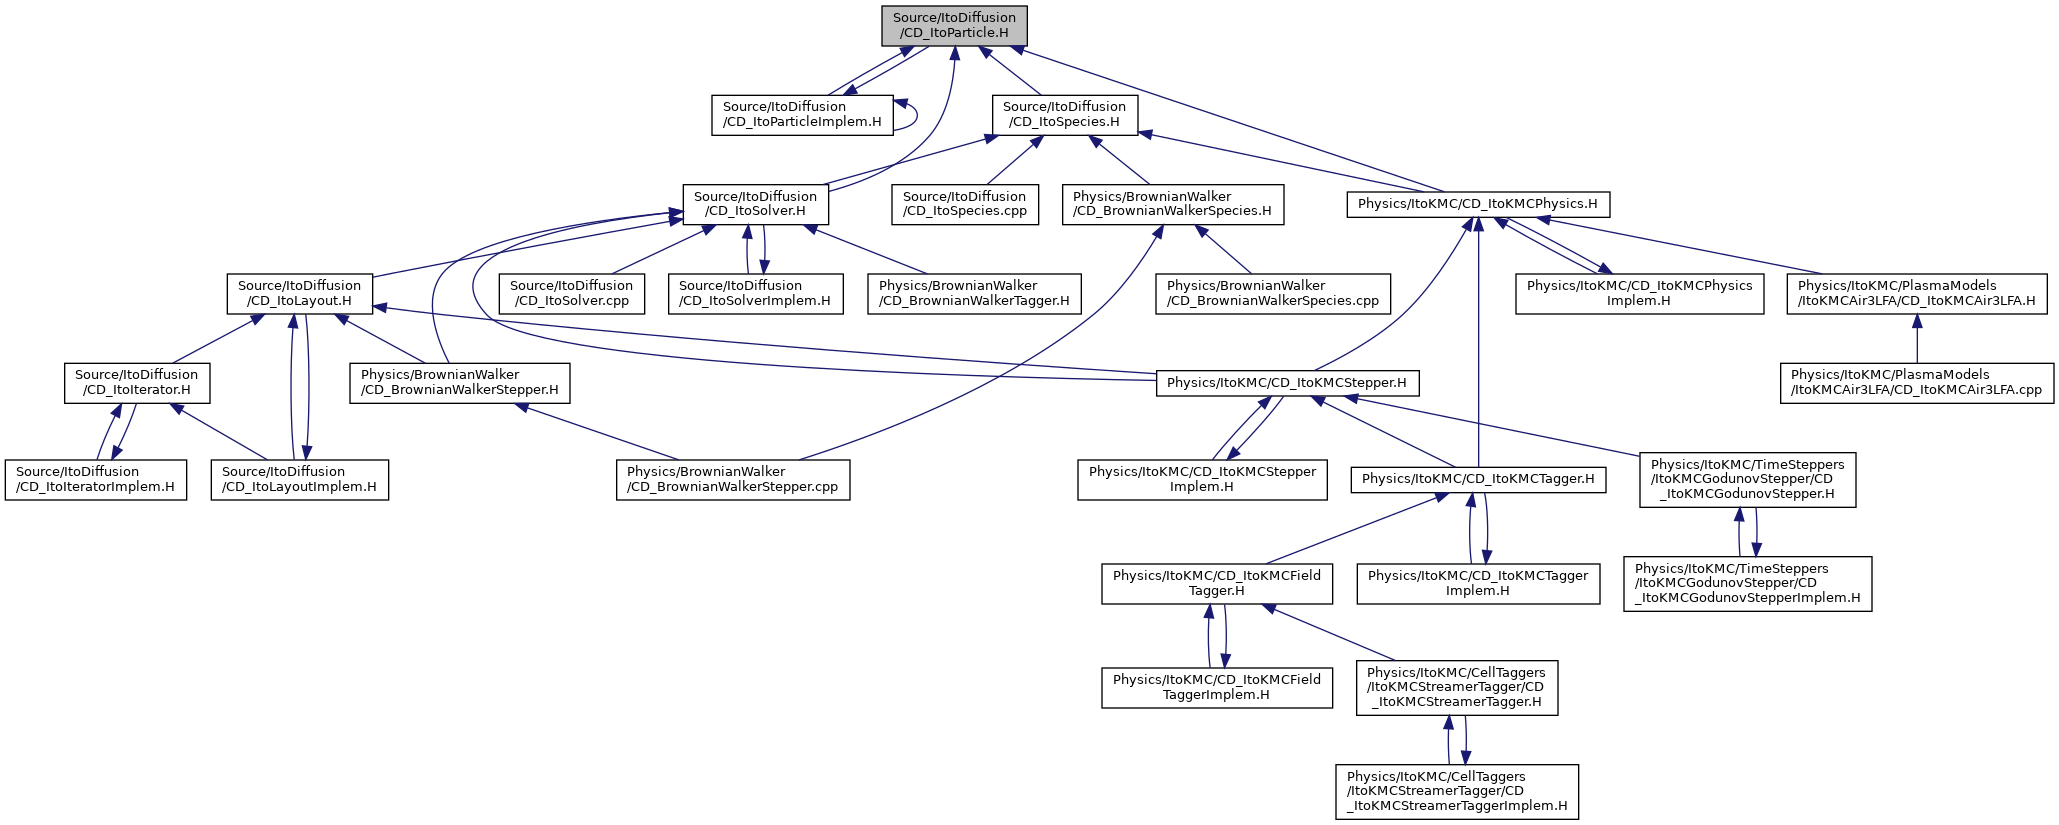 Source/ItoDiffusion
/CD_ItoParticle.H
Source/ItoDiffusion
/CD_ItoParticleImplem.H
Source/ItoDiffusion
/CD_ItoSpecies.H
Source/ItoDiffusion
/CD_ItoSolver.H
Source/ItoDiffusion
/CD_ItoSpecies.cpp
Physics/BrownianWalker
/CD_BrownianWalkerSpecies.H
Physics/ItoKMC/CD_ItoKMCPhysics.H
Source/ItoDiffusion
/CD_ItoLayout.H
Source/ItoDiffusion
/CD_ItoSolver.cpp
Source/ItoDiffusion
/CD_ItoSolverImplem.H
Physics/BrownianWalker
/CD_BrownianWalkerTagger.H
Physics/BrownianWalker
/CD_BrownianWalkerSpecies.cpp
Physics/ItoKMC/CD_ItoKMCPhysics
Implem.H
Physics/ItoKMC/PlasmaModels
/ItoKMCAir3LFA/CD_ItoKMCAir3LFA.H
Source/ItoDiffusion
/CD_ItoIterator.H
Physics/BrownianWalker
/CD_BrownianWalkerStepper.H
Physics/ItoKMC/CD_ItoKMCStepper.H
Physics/ItoKMC/PlasmaModels
/ItoKMCAir3LFA/CD_ItoKMCAir3LFA.cpp
Source/ItoDiffusion
/CD_ItoIteratorImplem.H
Source/ItoDiffusion
/CD_ItoLayoutImplem.H
Physics/BrownianWalker
/CD_BrownianWalkerStepper.cpp
Physics/ItoKMC/CD_ItoKMCStepper
Implem.H
Physics/ItoKMC/CD_ItoKMCTagger.H
Physics/ItoKMC/TimeSteppers
/ItoKMCGodunovStepper/CD
_ItoKMCGodunovStepper.H
Physics/ItoKMC/CD_ItoKMCField
Tagger.H
Physics/ItoKMC/CD_ItoKMCTagger
Implem.H
Physics/ItoKMC/TimeSteppers
/ItoKMCGodunovStepper/CD
_ItoKMCGodunovStepperImplem.H
Physics/ItoKMC/CD_ItoKMCField
TaggerImplem.H
Physics/ItoKMC/CellTaggers
/ItoKMCStreamerTagger/CD
_ItoKMCStreamerTagger.H
Physics/ItoKMC/CellTaggers
/ItoKMCStreamerTagger/CD
_ItoKMCStreamerTaggerImplem.H